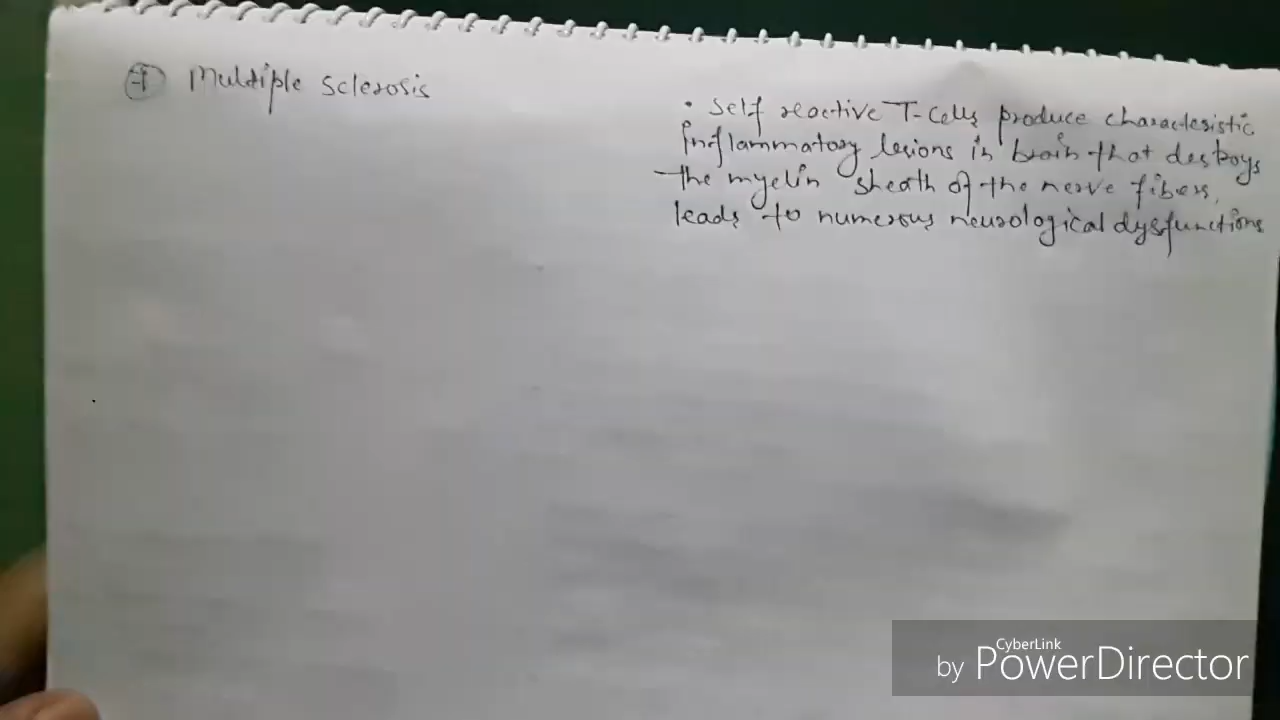 Multiple Sclerosis
• Self reactive T-Cells produce characteristic
inflammatory lesions in brain that destroys
the myelin sheath of the nerve fibers,
leads to numerous neurological dysfunctions
CyberLink
by PowerDirector